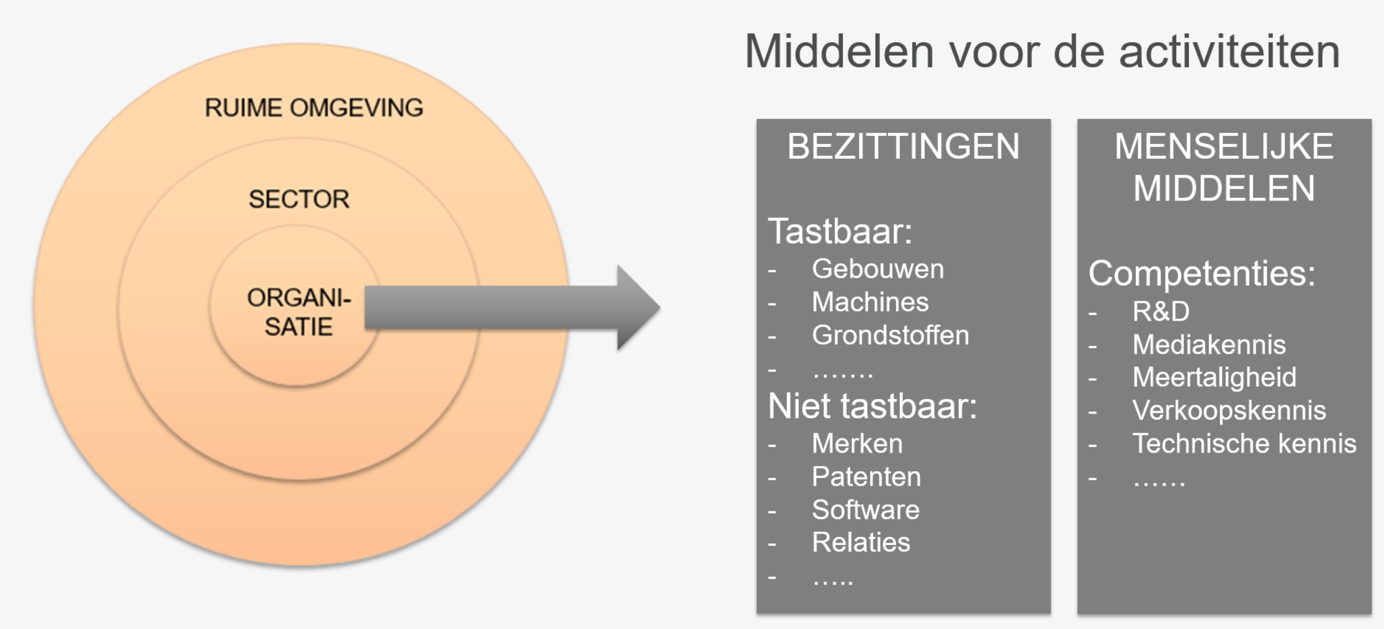 RUIME OMGEVING
SECTOR
ORGANI-
SATIE
Middelen voor de activiteiten
BEZITTINGEN
Tastbaar:
- Gebouwen
- Machines
- Grondstoffen
- …….
Niet tastbaar:
- Merken
- Patenten
- Software
- Relaties
- …..
MENSELIJKE
MIDDELEN
Competenties:
- R&D
- Mediakennis
- Meertaligheid
- Verkoopskennis
- Technische kennis
- ……